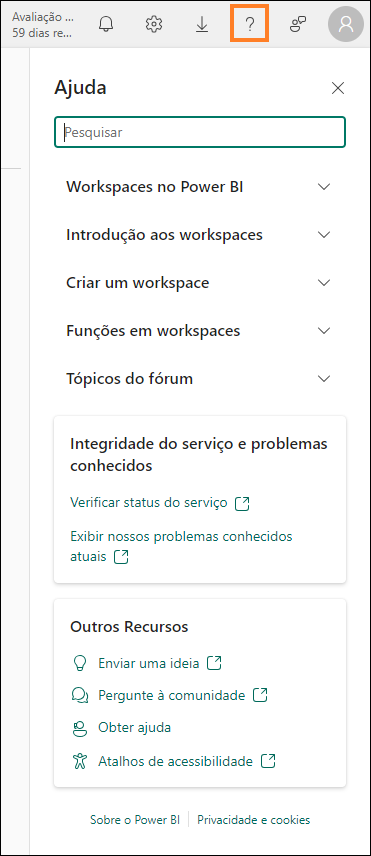 Avaliação ...
59 dias re...
Ajuda
Pesquisar
Workspaces no Power BI
Introdução aos workspaces
Criar um workspace
Funções em workspaces
Tópicos do fórum
Integridade do serviço e problemas
conhecidos
Verificar status do serviço
Exibir nossos problemas conhecidos
atuais
Outros Recursos
Enviar uma ideia
Pergunte à comunidade
Obter ajuda
Atalhos de acessibilidade
Sobre o Power BI
Privacidade e cookies